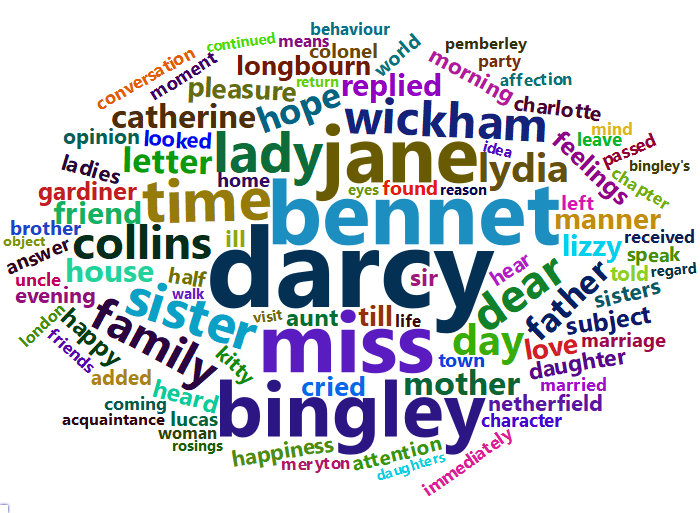 behaviour
continued means
colonel
world
pemberley
conversation
moment
longbourn
party
pleasure
return
replied
morning
affection
catherine
hope
wickham
charlotte
mind
opinion looked
lady
jane
idea
feelings
leave
passed
ladies
letter
lydia
bingley's
home
eyes found reason
chapter
gardiner
time
bennet
left
friend
manner
brother
object
answer
collins
ill
darcy
sir
hear
dear
lizzy
received
speak
uncle
house
half
father
told regard
evening
walk
sisters
london
happy
family
sister
visit
aunt till life
subject
friends
kitty
miss
day
love marriage
added
heard
town
daughter
cried
mother
married
coming
bingley
netherfield
acquaintance lucas
character
woman
rosings
happiness
attention
meryton
daughters
immediately